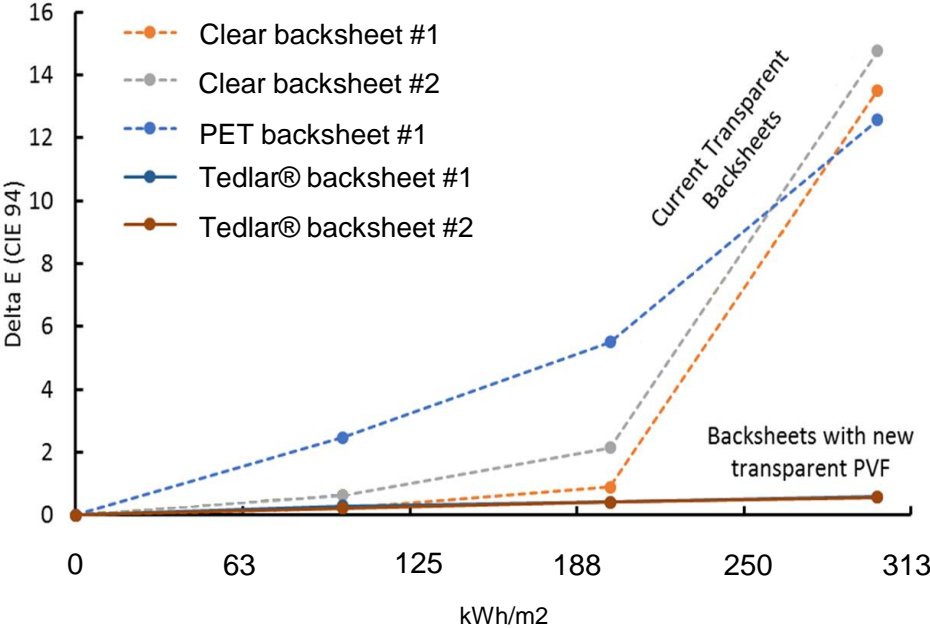 16
14
12
10
8
6
4
2
0
Delta E (CIE 94)
Clear backsheet #1
Clear backsheet #2
PET backsheet #1
Tedlar® backsheet #1
Tedlar® backsheet #2
Current Transparent
Backsheets
Backsheets with new
transparent PVF
0 63 125 188 250 313
kWh/m2